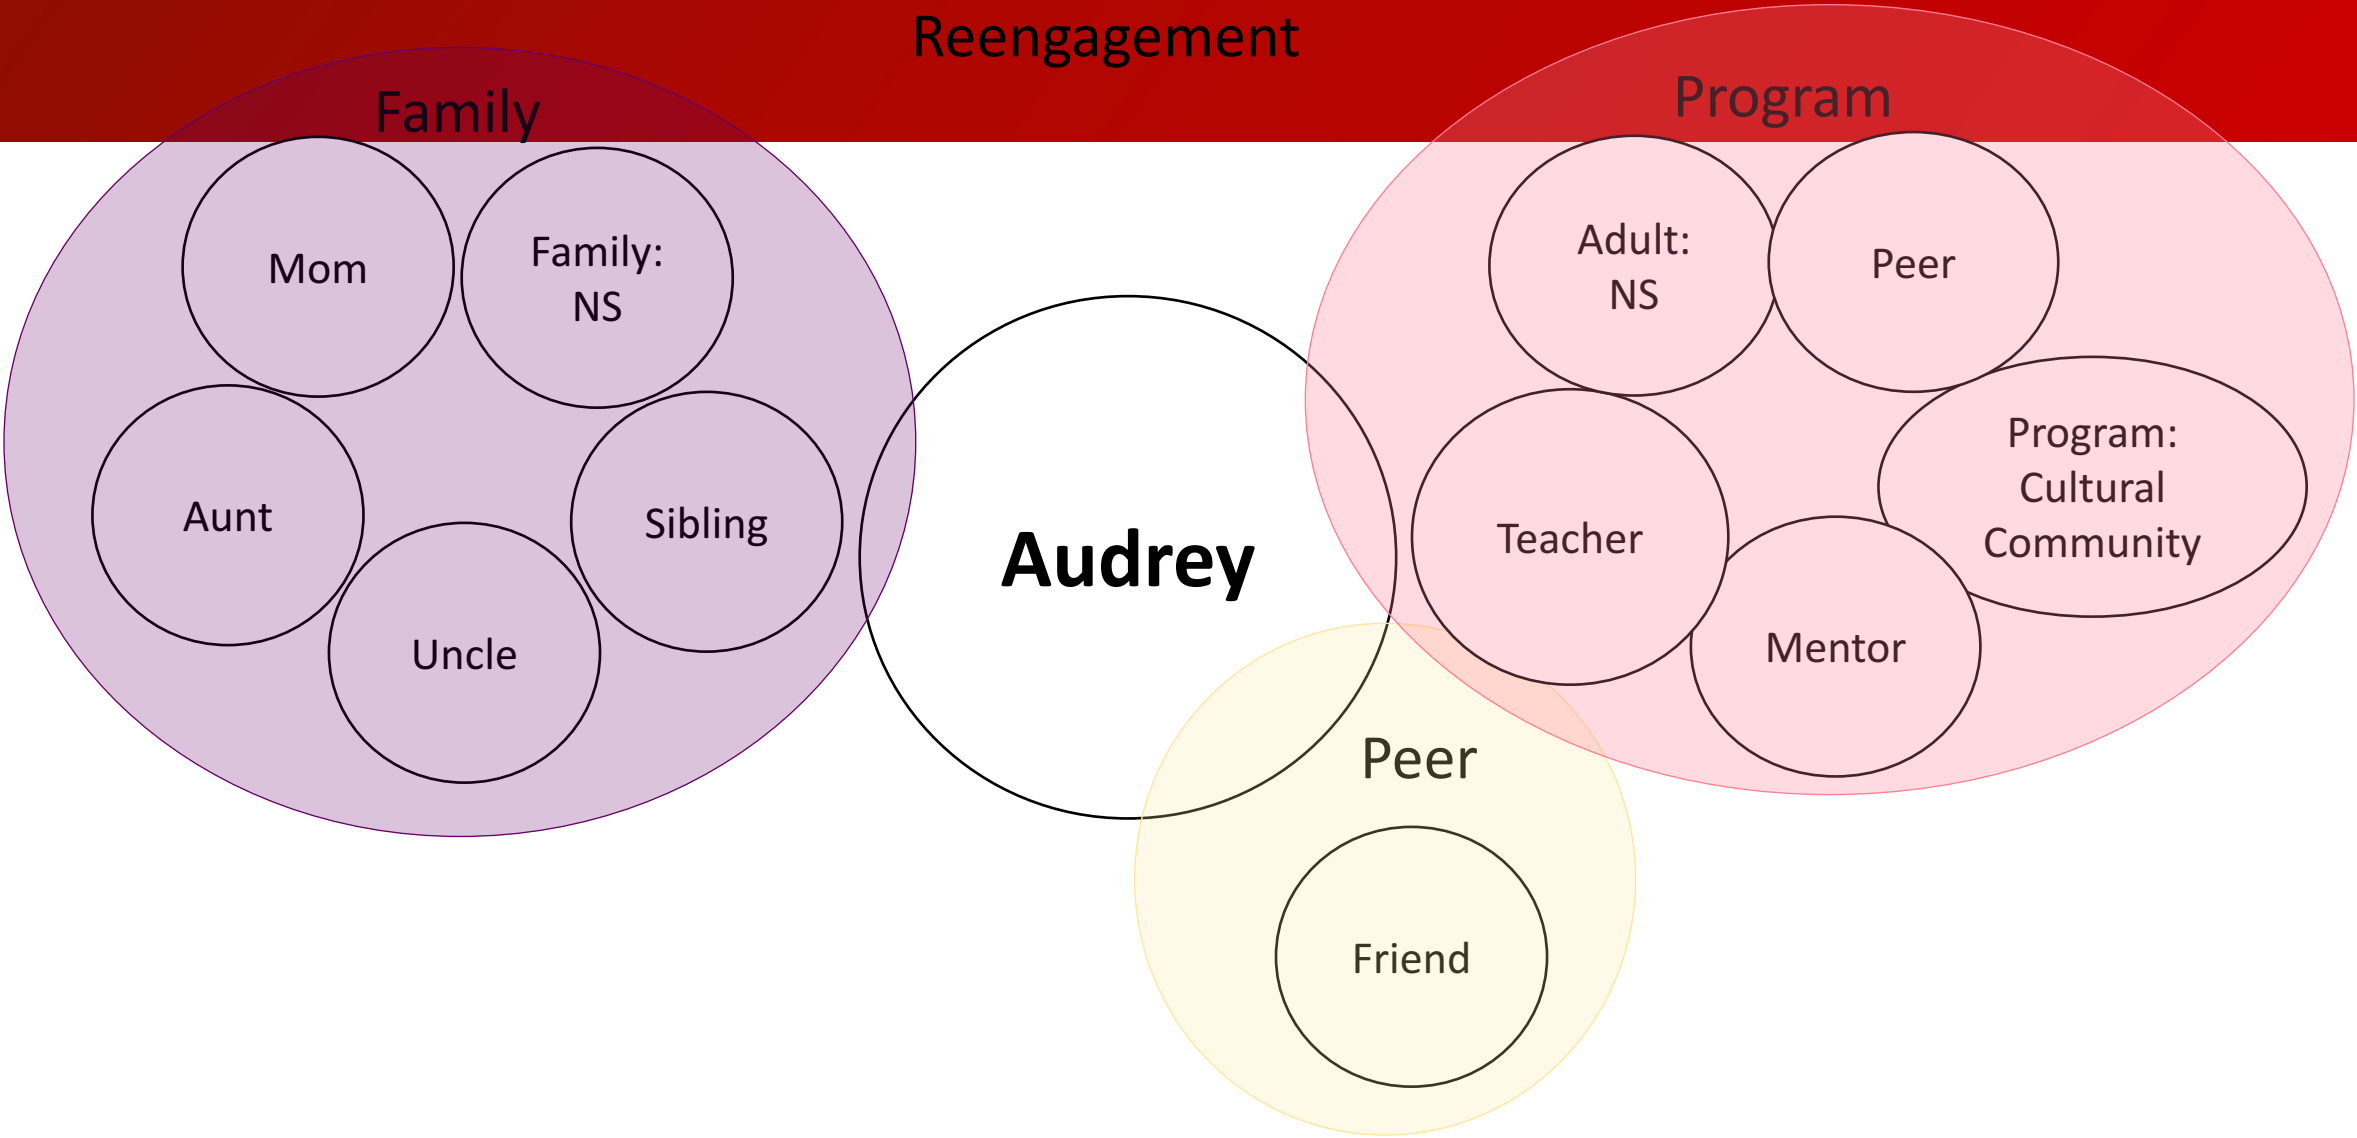 Reengagement
Family
Mom
Family:
NS
Aunt
Sibling
Uncle
Audrey
Program
Adult:
NS
Peer
Program:
Cultural
Community
Teacher
Mentor
Peer
Friend